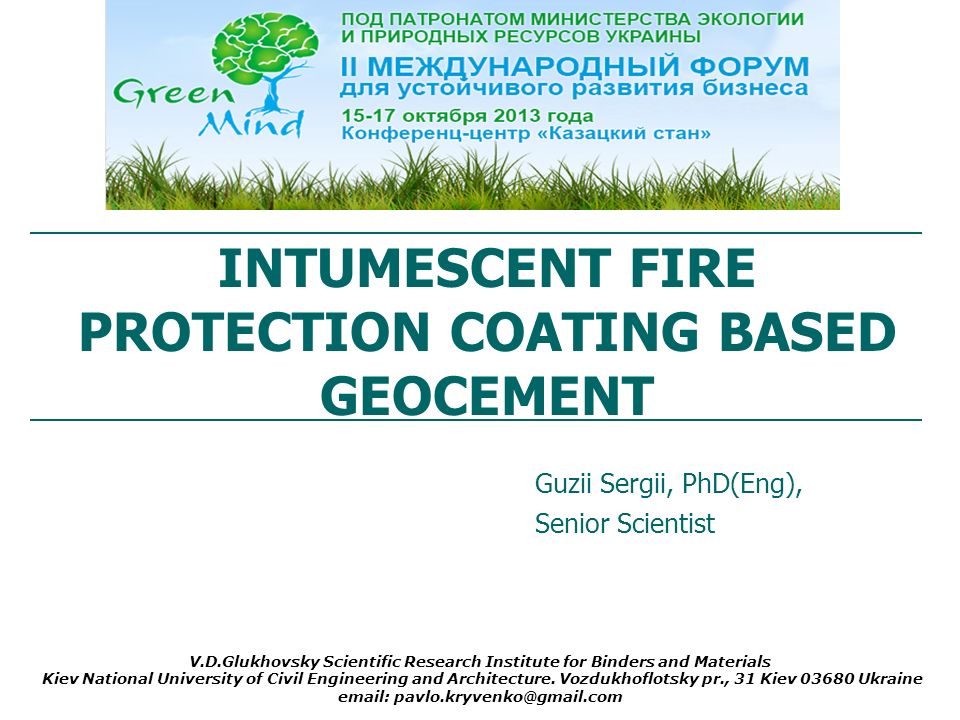 ПОД ПАТРОНАТОМ МИНИСТЕРСТВА ЭКОЛОГИИ
И ПРИРОДНЫХ РЕСУРСОВ УКРАИНЫ
II МЕЖДУНАРОДНЫЙ ФОРУМ
для устойчивого развития бизнеса
15-17 октября 2013 года
Конференц-центр «Казацкий стан»
Green
Mind
INTUMESCENT FIRE
PROTECTION COATING BASED
GEOCEMENT
Guzii Sergii, PhD(Eng),
Senior Scientist
V.D.Glukhovsky Scientific Research Institute for Binders and Materials
Kiev National University of Civil Engineering and Architecture. Vozdukhoflotsky pr., 31 Kiev 03680 Ukraine
email: pavlo.kryvenko@gmail.com